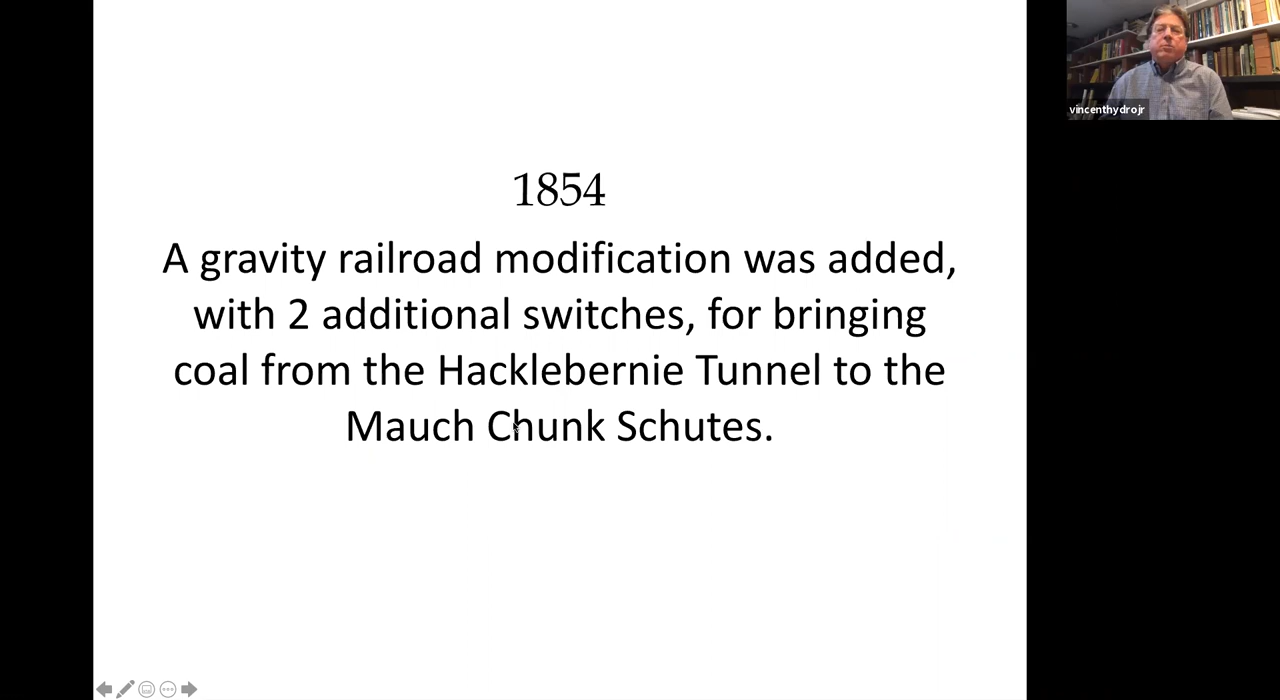 1854
A gravity railroad modification was added,
with 2 additional switches, for bringing
coal from the Hacklebernie Tunnel to the
Mauch Chunk Schutes.
vincenthydrojr